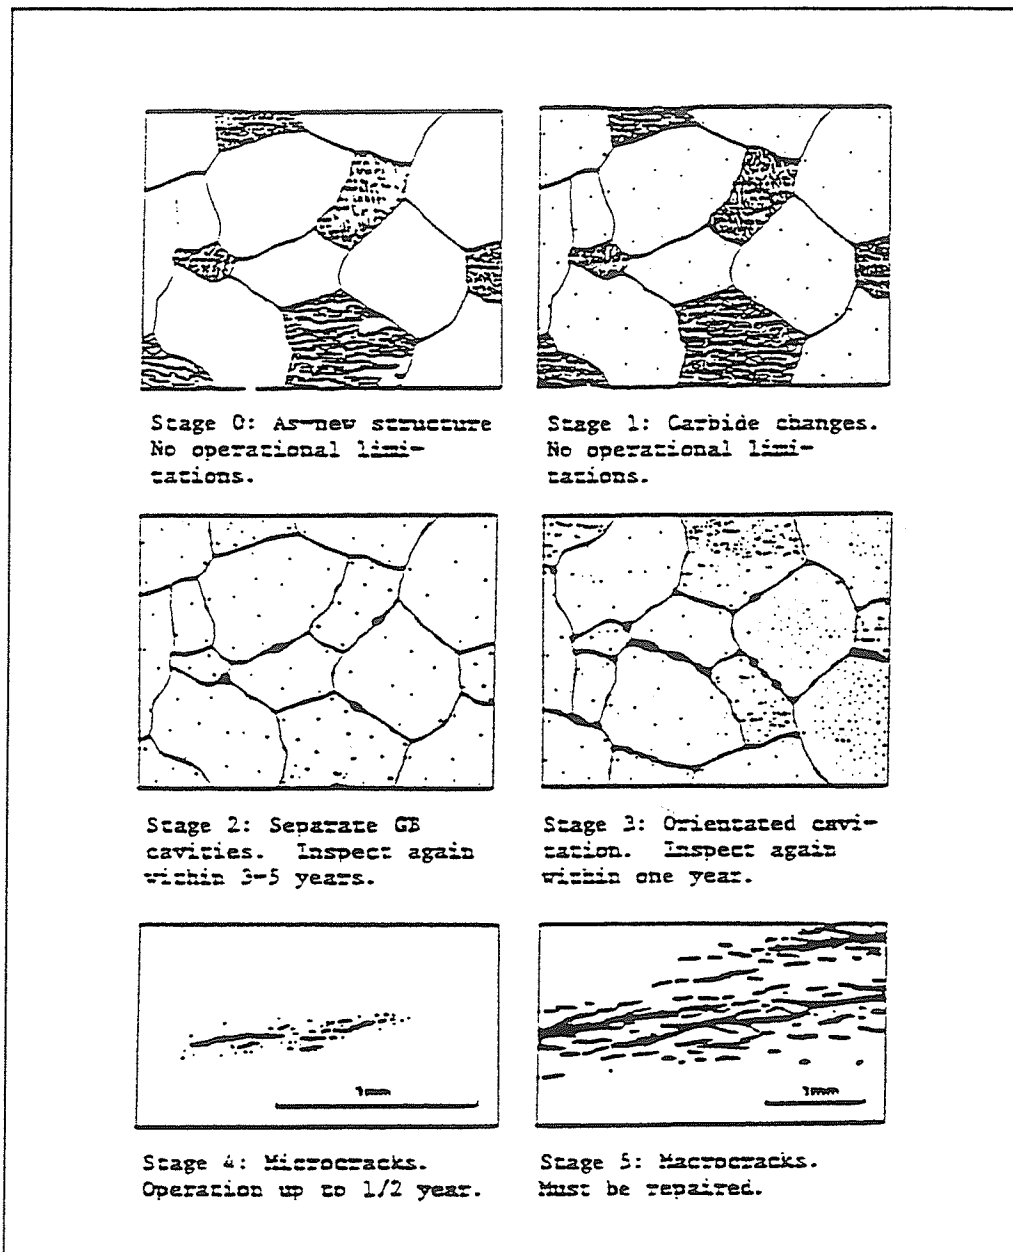 Stage 0: As-new structure
No operational limi-
tations.
Stage 1: Carbide changes.
No operational limi-
tations.
Stage 2: Separate GB
cavities. Inspect again
within 3-5 years.
Stage 3: Orientated cavi-
tation. Inspect again
within one year.
1mm
Stage 4: Microcracks.
Operation up to 1/2 year.
Stage 5: Macrocracks.
Must be repaired.